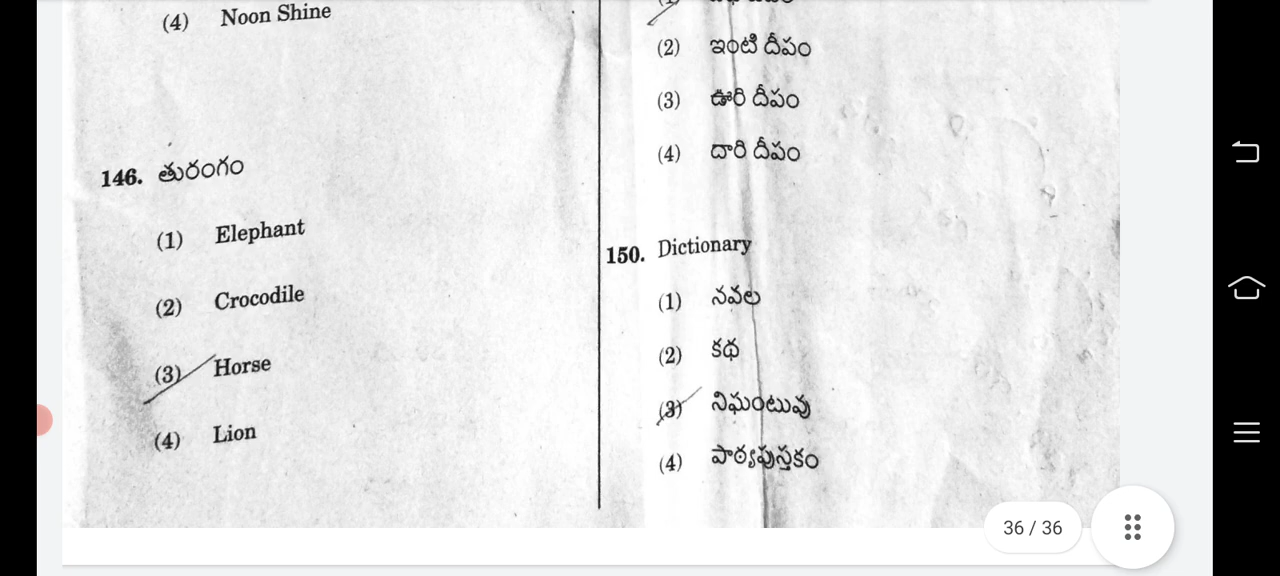 (4) Noon Shine
146. తురంగం
(1) Elephant
(2) Crocodile
(3) Horse
(4) Lion
(2) ఇంటి దీపం
(3) ఊరి దీపం
(4) దారి దీపం
150. Dictionary
(1) నవల
(2) కథ
(3) నిఘంటువు
(4) పాఠ్యపుస్తకం
36 / 36